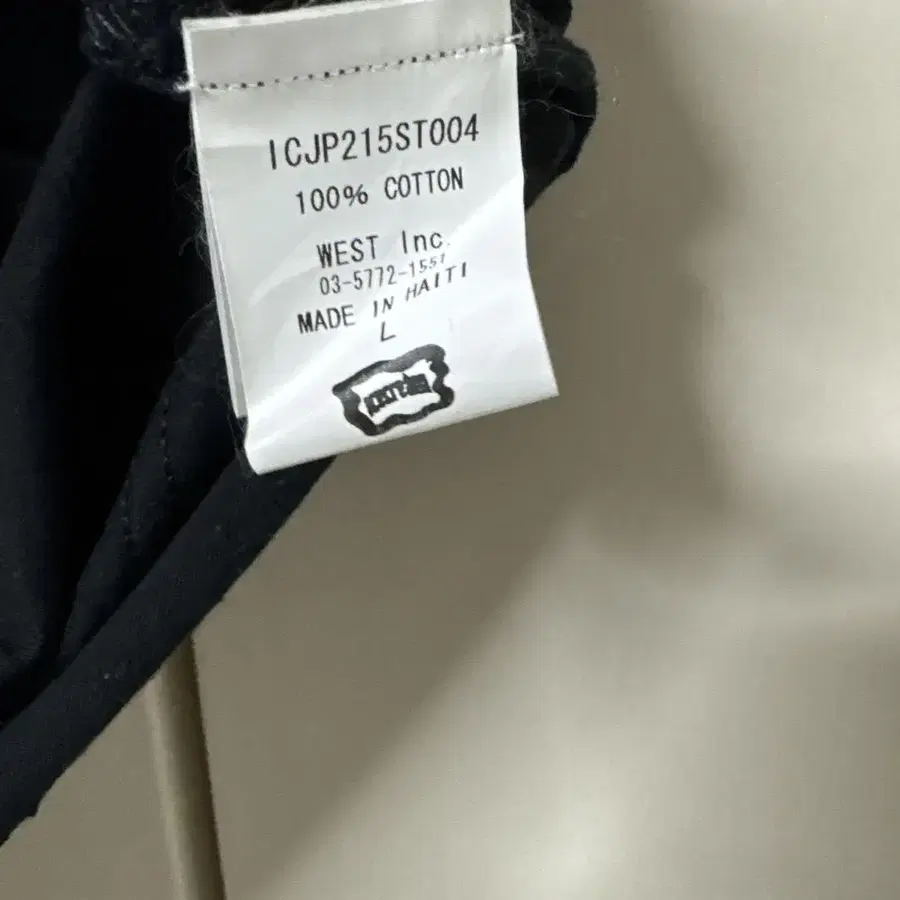 ICJP215ST004
100% COTTON
WEST Inc.
03-5772-1551
MADE IN HAITI
L